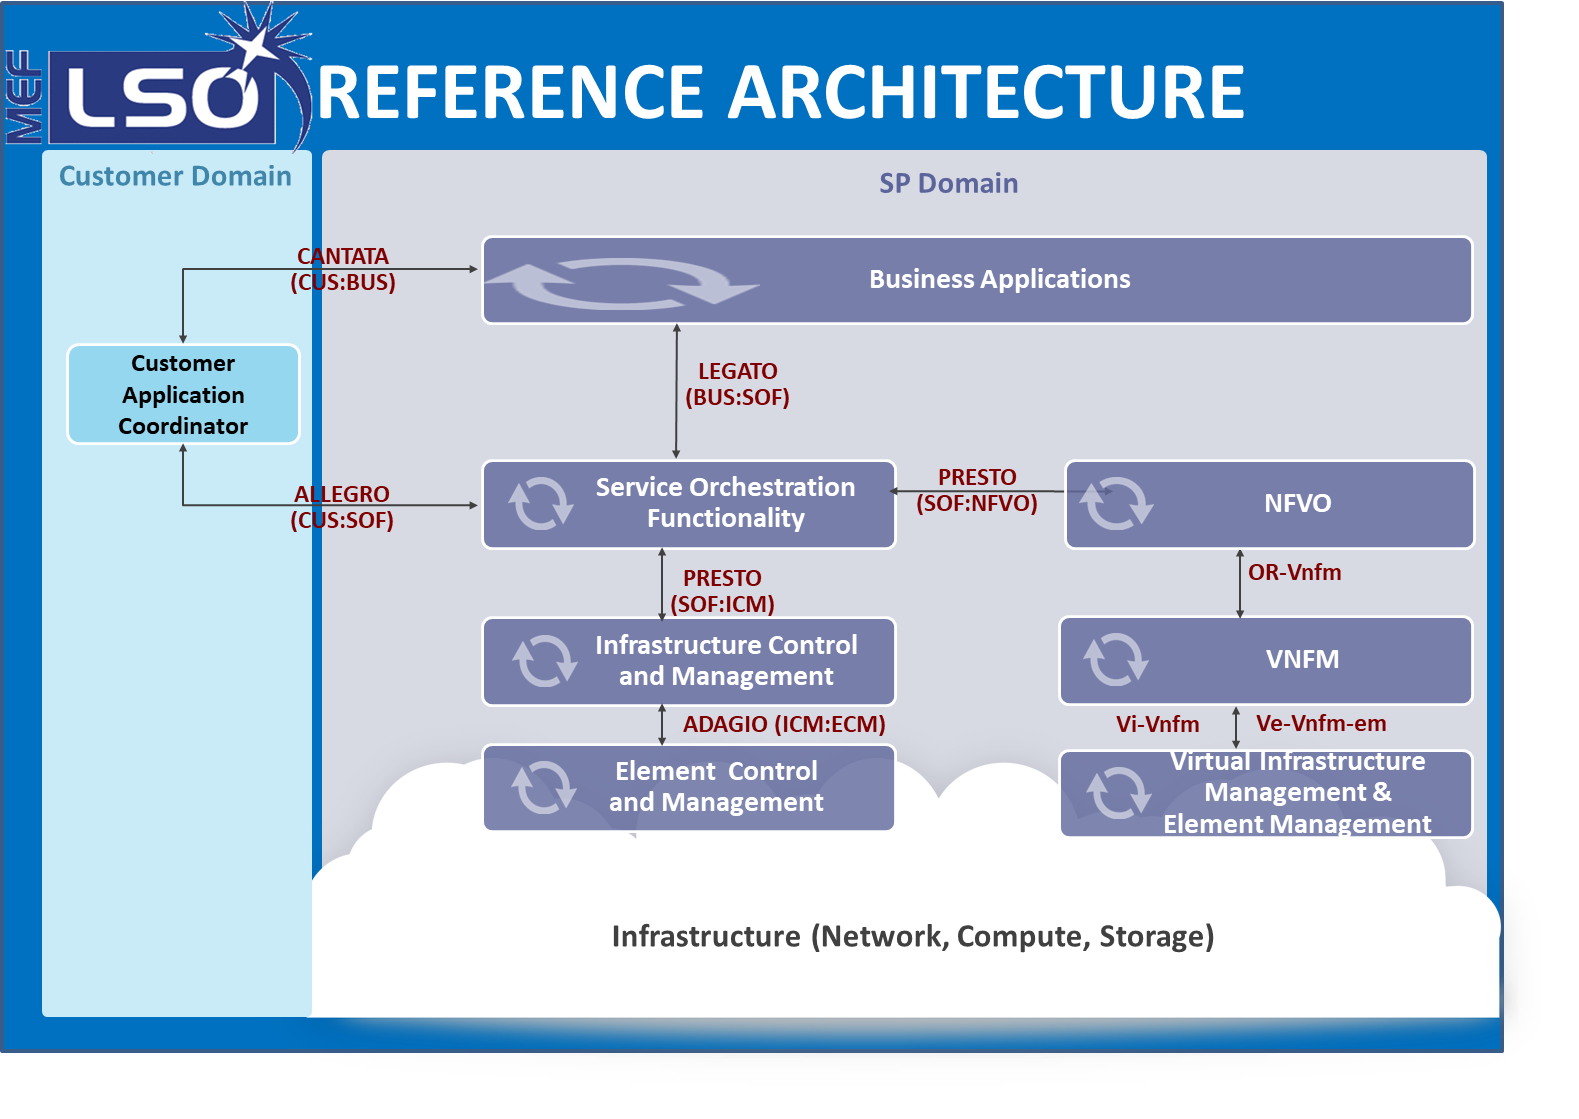 MEF
LSO
REFERENCE ARCHITECTURE
Customer Domain
SP Domain
CANTATA
(CUS:BUS)
Business Applications
Customer
Application
Coordinator
LEGATO
(BUS:SOF)
ALLEGRO
(CUS:SOF)
Service Orchestration
Functionality
PRESTO
(SOF:NFVO)
NFVO
PRESTO
(SOF:ICM)
OR-Vnfm
Infrastructure Control
and Management
VNFM
ADAGIO (ICM:ECM)
Vi-Vnfm
Ve-Vnfm-em
Element Control
and Management
Virtual Infrastructure
Management &
Element Management
Infrastructure (Network, Compute, Storage)